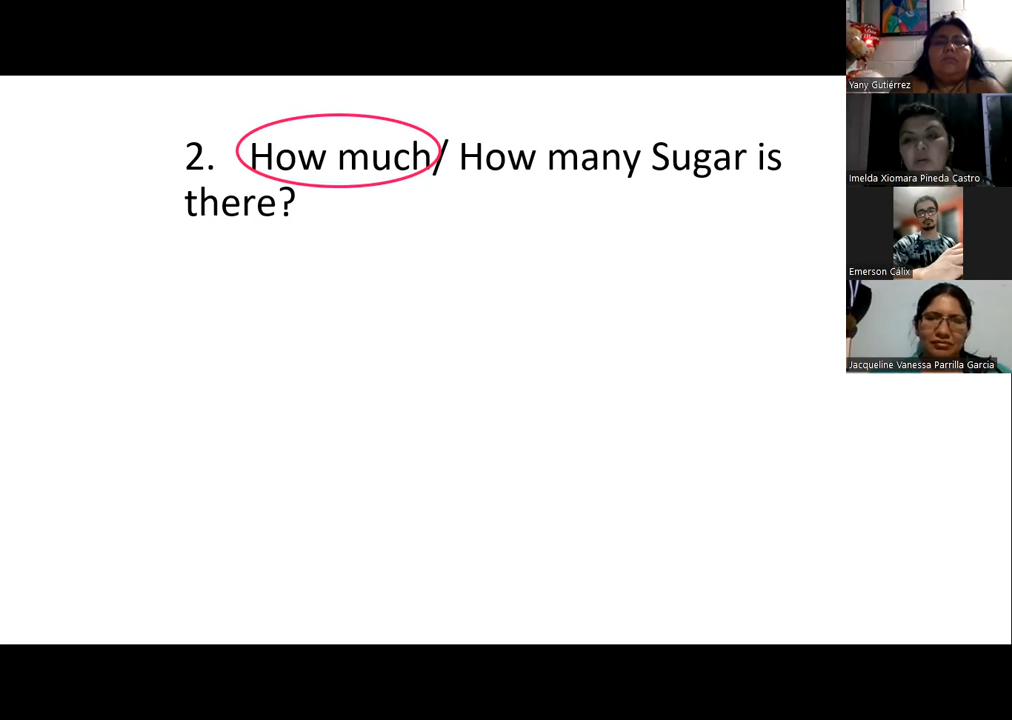 2. How much/ How many Sugar is
there?
Yany Gutiérrez
Imelda Xiomara Pineda Castro
Emerson Cálix
Jacqueline Vanessa Parrilla Garcia